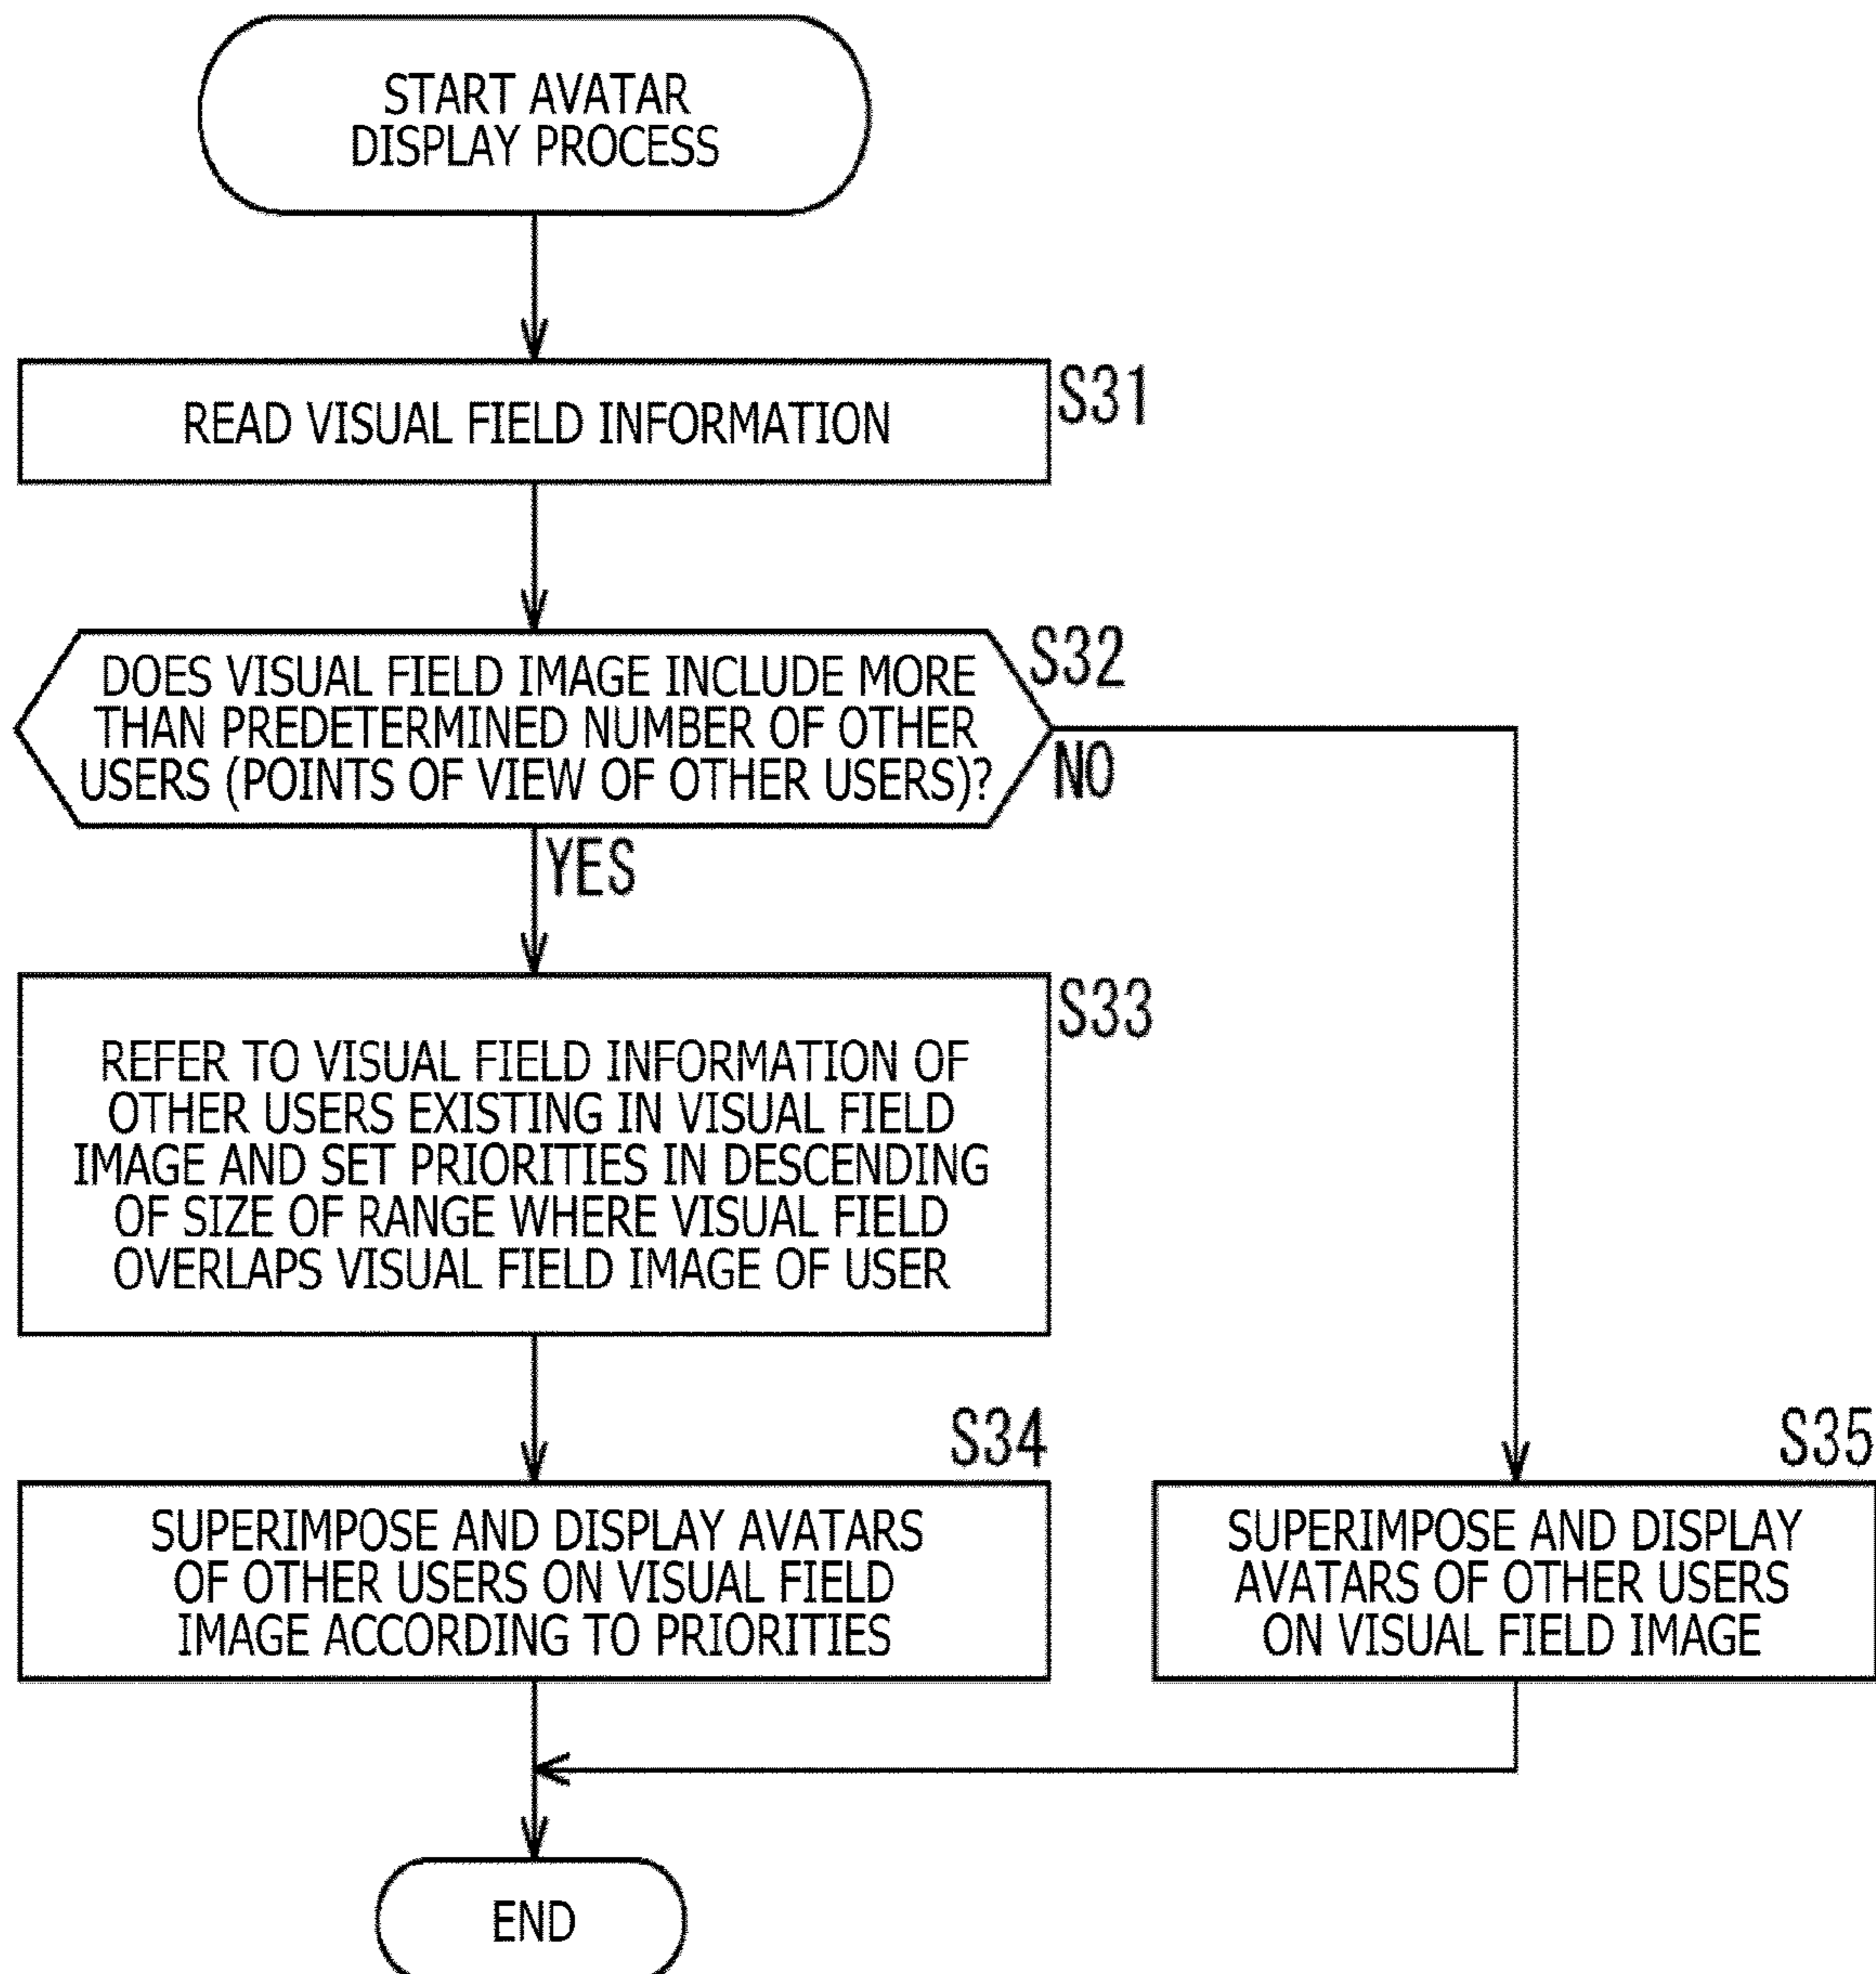 START AVATAR
DISPLAY PROCESS
READ VISUAL FIELD INFORMATION
S31
DOES VISUAL FIELD IMAGE INCLUDE MORE
THAN PREDETERMINED NUMBER OF OTHER
USERS (POINTS OF VIEW OF OTHER USERS)?
S32
NO
YES
REFER TO VISUAL FIELD INFORMATION OF
OTHER USERS EXISTING IN VISUAL FIELD
IMAGE AND SET PRIORITIES IN DESCENDING
OF SIZE OF RANGE WHERE VISUAL FIELD
OVERLAPS VISUAL FIELD IMAGE OF USER
S33
S34
SUPERIMPOSE AND DISPLAY AVATARS
OF OTHER USERS ON VISUAL FIELD
IMAGE ACCORDING TO PRIORITIES
S35
SUPERIMPOSE AND DISPLAY
AVATARS OF OTHER USERS
ON VISUAL FIELD IMAGE
END